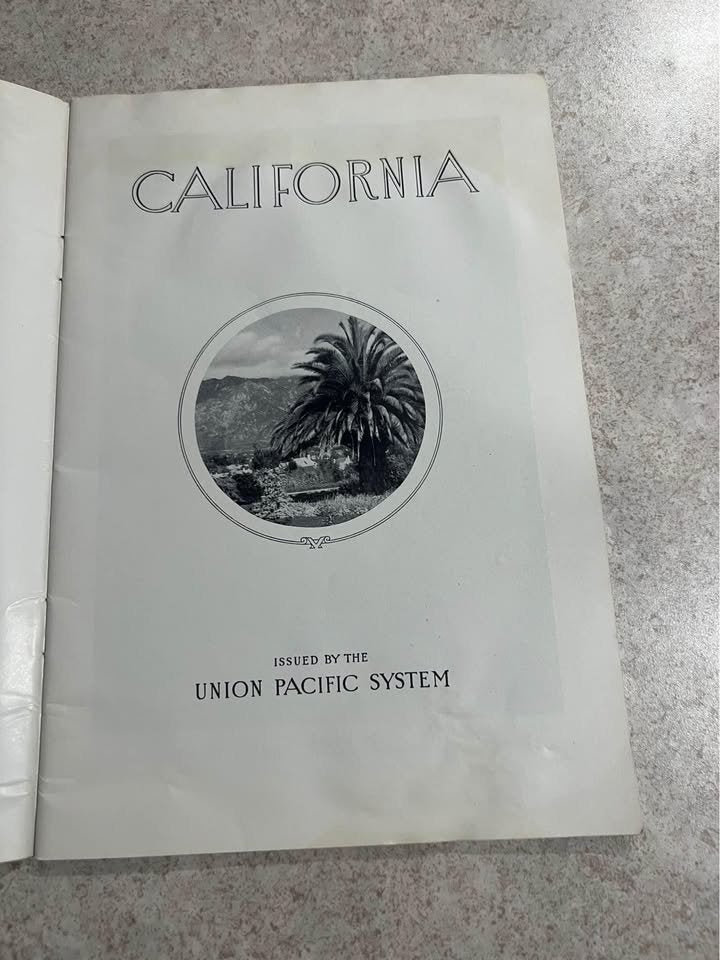 CALIFORNIA
ISSUED BY THE
UNION PACIFIC SYSTEM